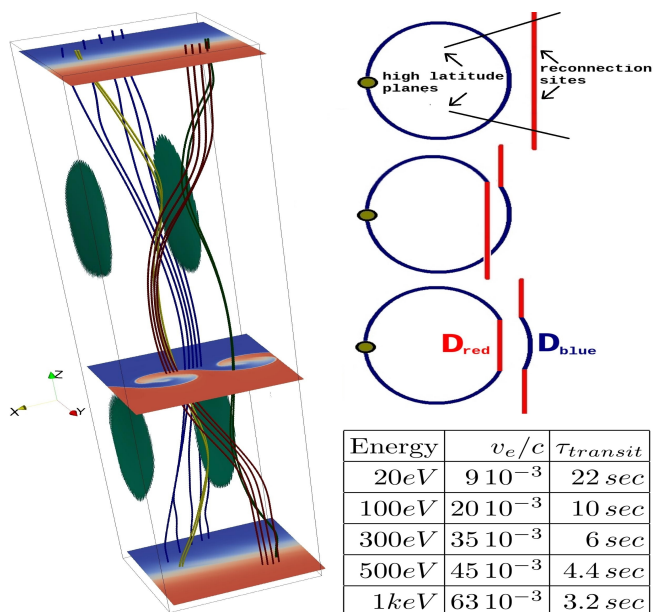 high latitude
planes
reconnection
sites
Z
X
Y
D_red D_blue
Energy v_e/c τ_transit
20eV 9 10^-3 22 sec
100eV 20 10^-3 10 sec
300eV 35 10^-3 6 sec
500eV 45 10^-3 4.4 sec
1keV 63 10^-3 3.2 sec